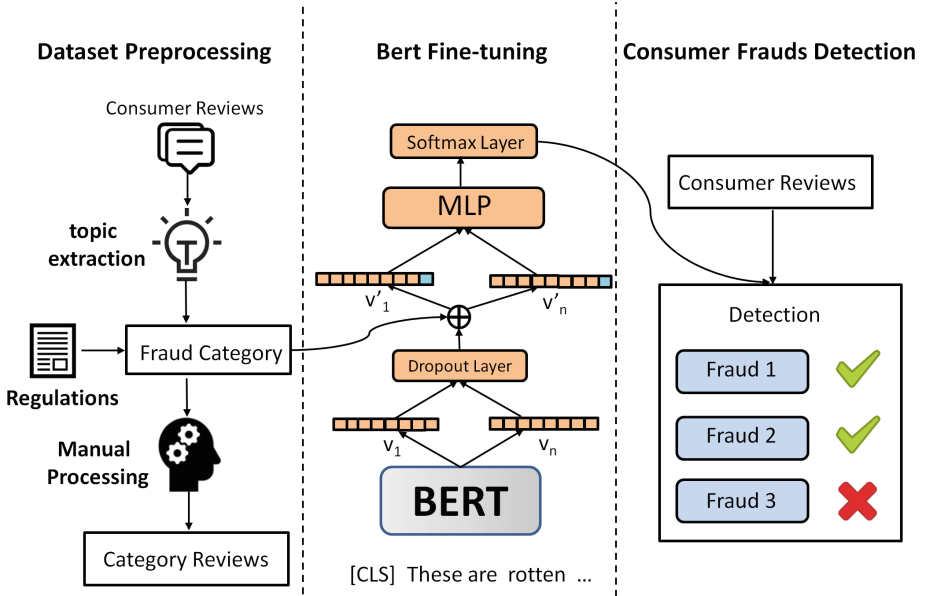 Dataset Preprocessing
Consumer Reviews
topic
extraction
Fraud Category
Regulations
Manual
Processing
Category Reviews
Bert Fine-tuning
Softmax Layer
MLP
v'1
v'n
Dropout Layer
v1
vn
BERT
[CLS] These are rotten ...
Consumer Frauds Detection
Consumer Reviews
Detection
Fraud 1
Fraud 2
Fraud 3